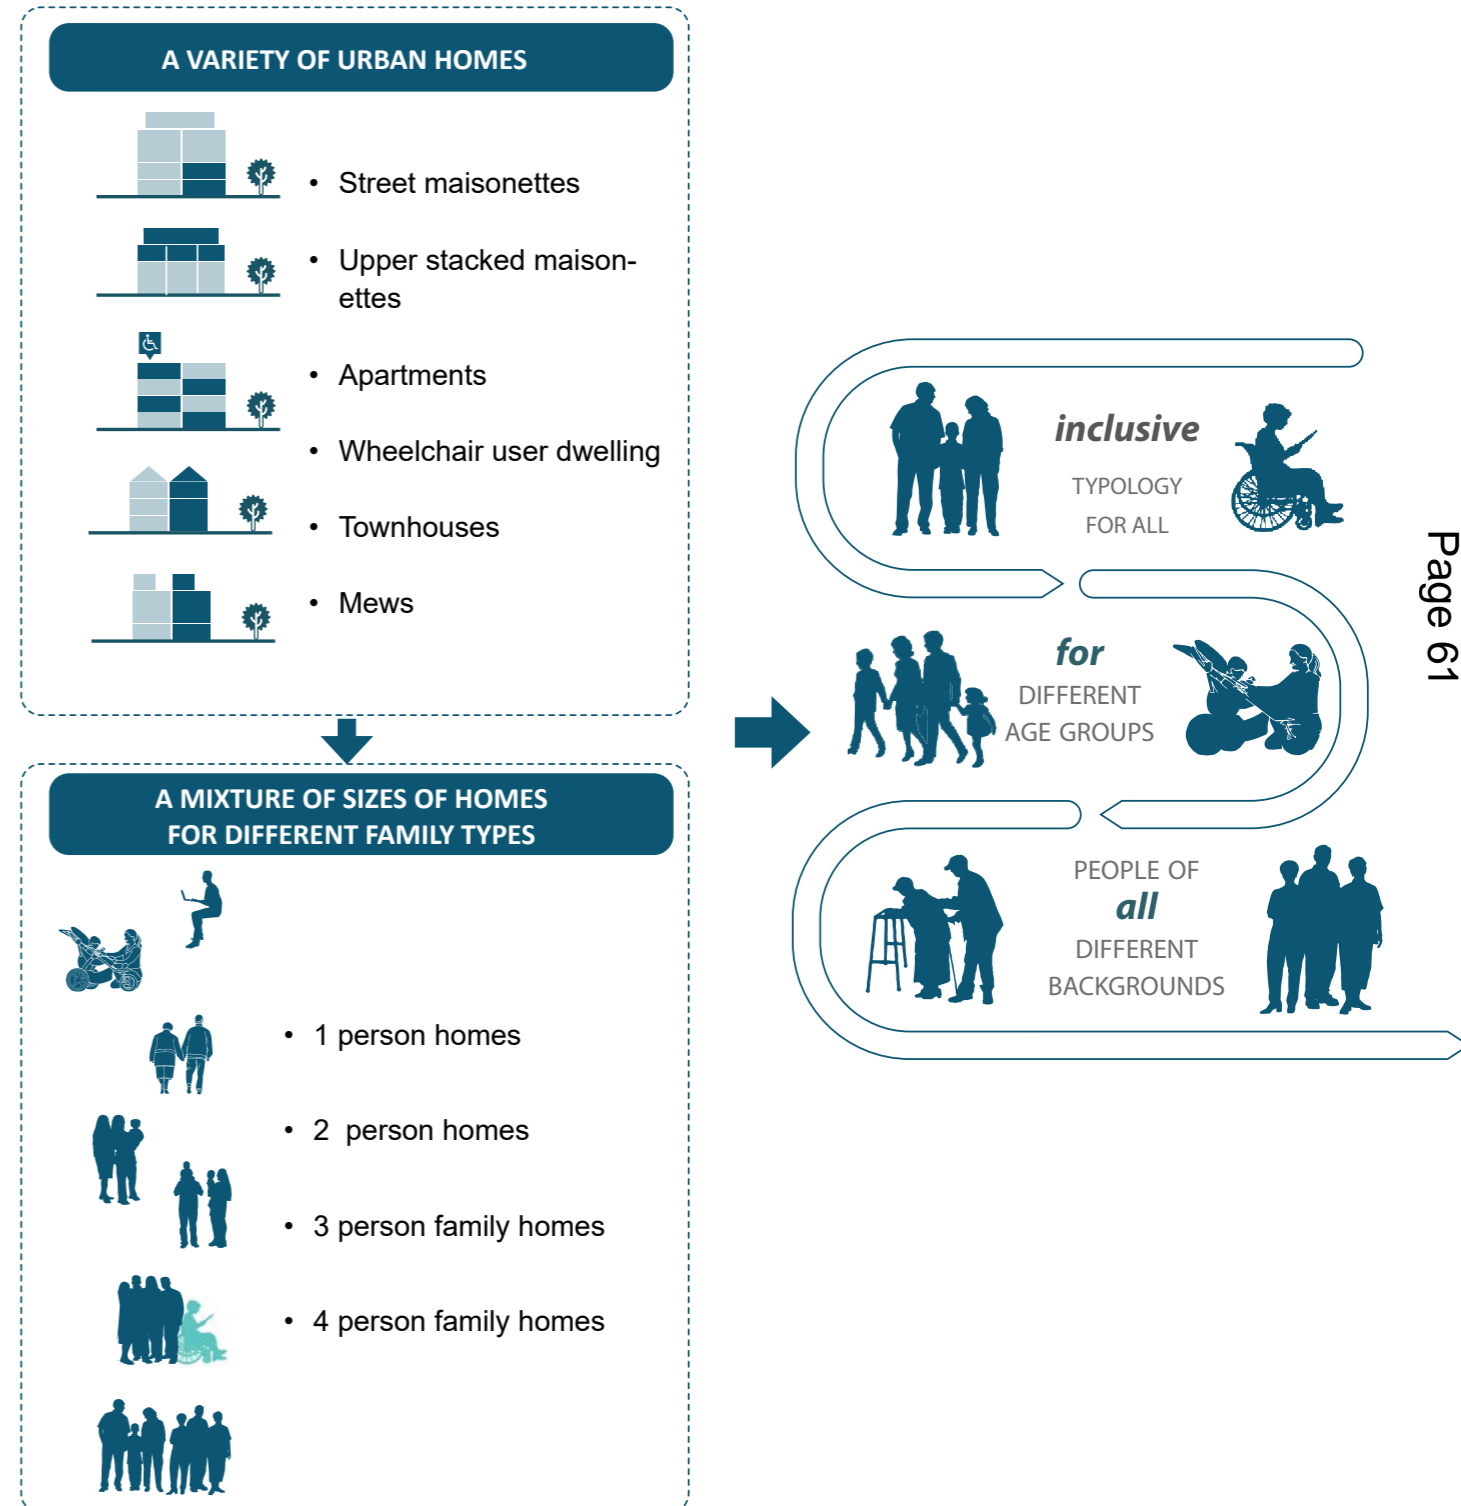 A VARIETY OF URBAN HOMES
• Street maisonettes
• Upper stacked maison-
ettes
• Apartments
• Wheelchair user dwelling
• Townhouses
• Mews
A MIXTURE OF SIZES OF HOMES
FOR DIFFERENT FAMILY TYPES
• 1 person homes
• 2 person homes
• 3 person family homes
• 4 person family homes
inclusive
TYPOLOGY
FOR ALL
for
DIFFERENT
AGE GROUPS
PEOPLE OF
all
DIFFERENT
BACKGROUNDS
Page 61